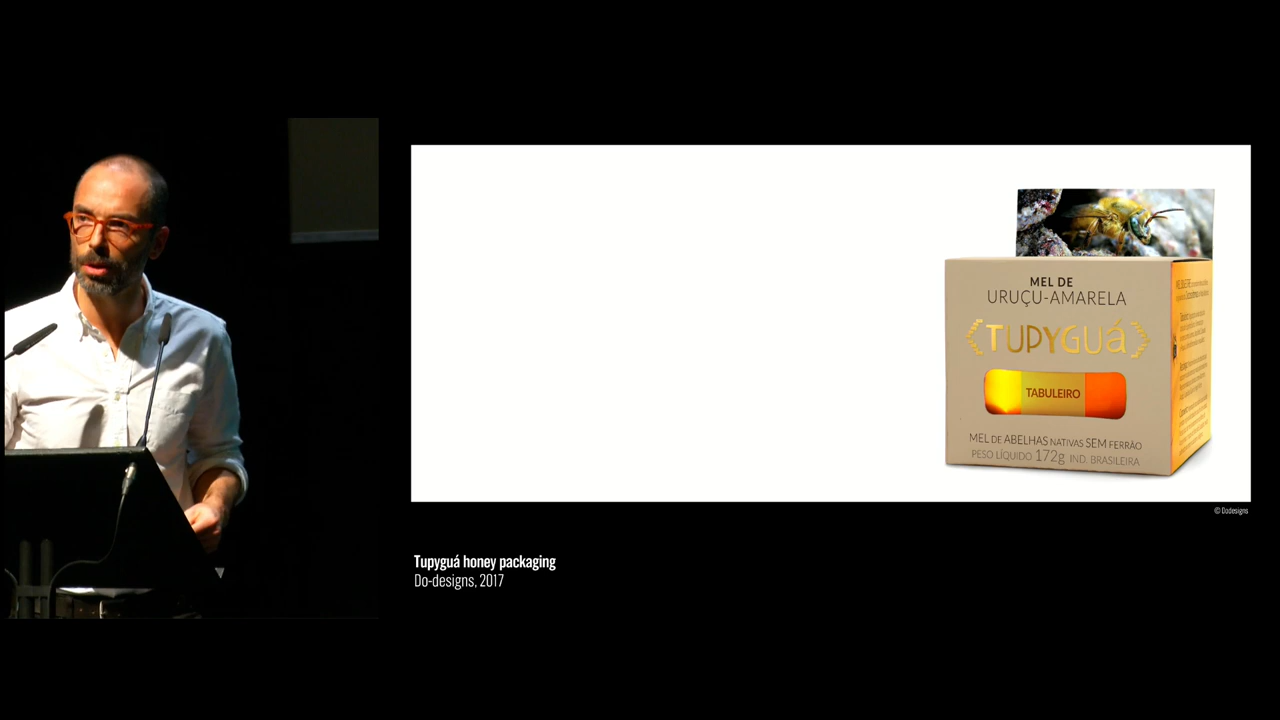 MEL DE
URUÇU-AMARELA
TUPYGUá
TABULEIRO
MEL DE ABELHAS NATIVAS SEM FERRÃO
PESO LÍQUIDO 172g IND. BRASILEIRA
© Dodesigns
Tupyguá honey packaging
Do-designs, 2017